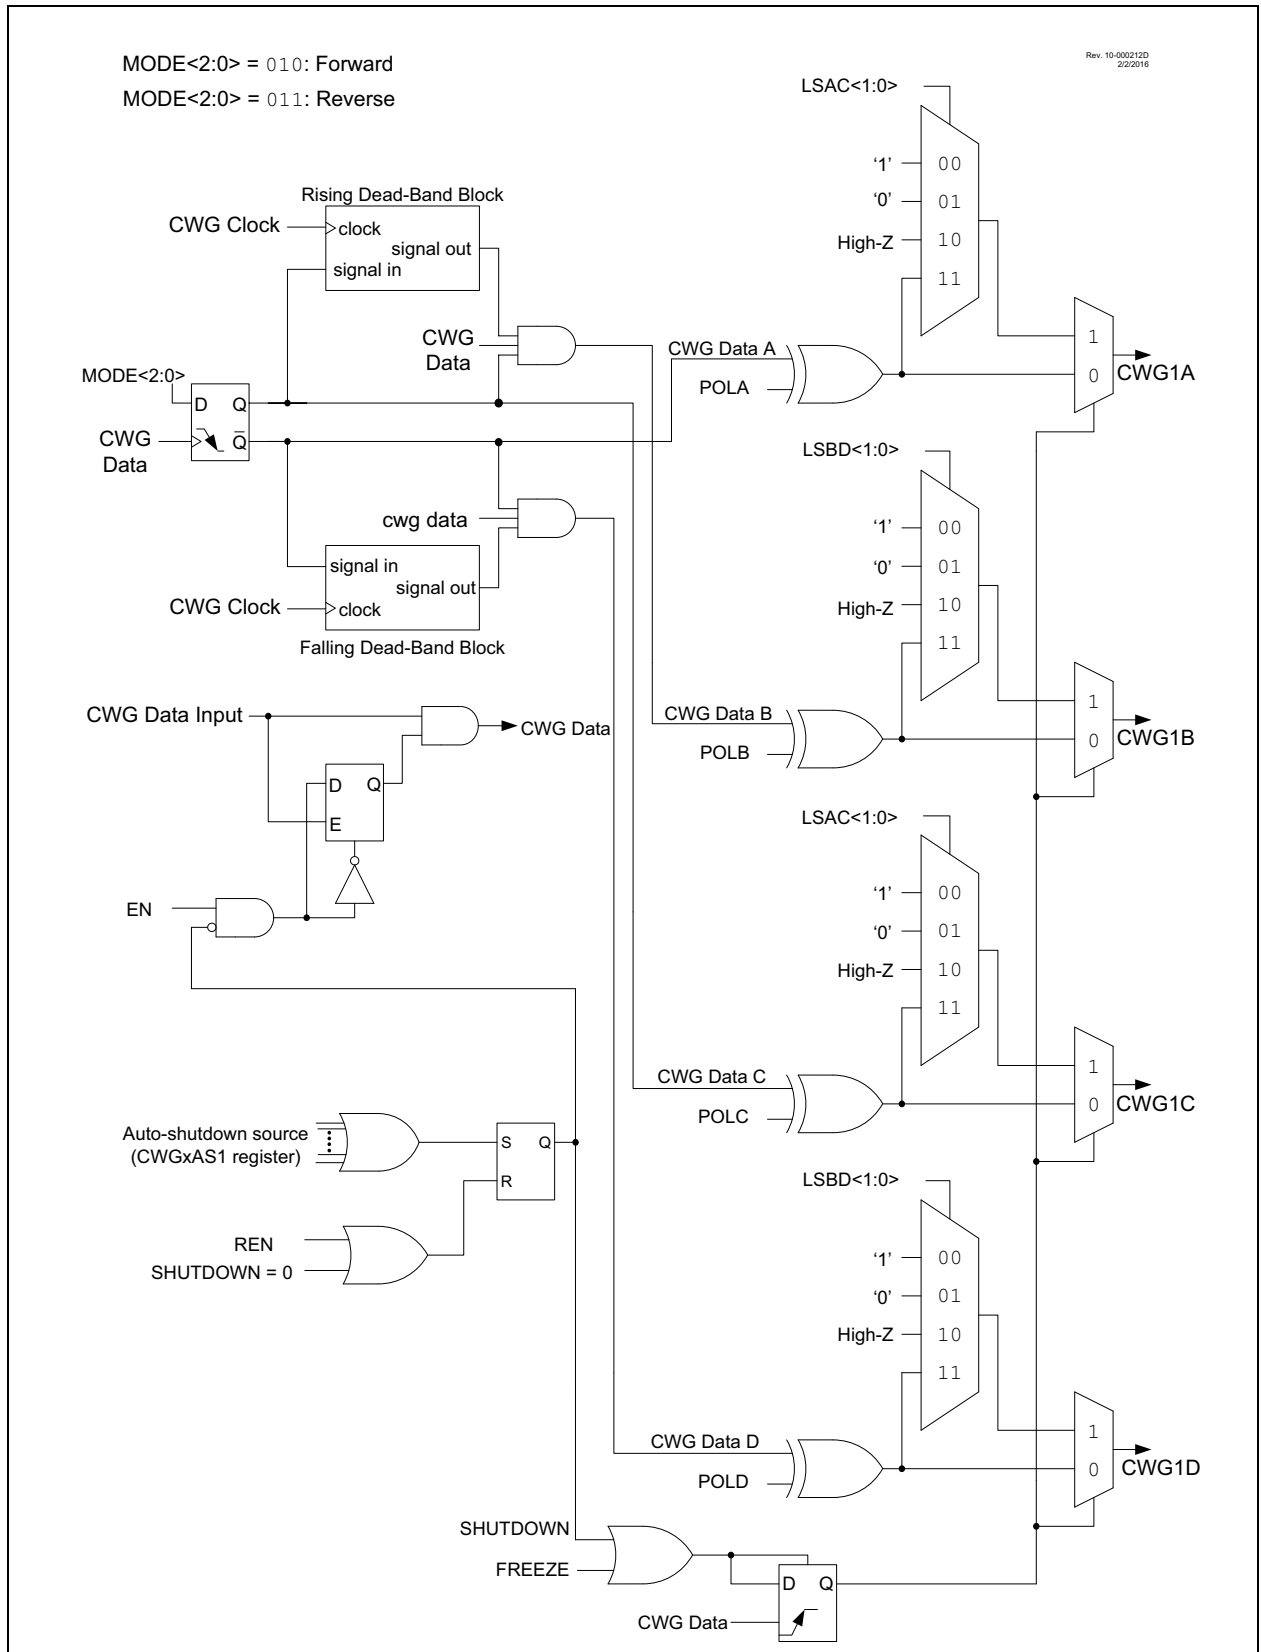 MODE<2:0> = 010: Forward
MODE<2:0> = 011: Reverse
Rev. 10-000212D
2/2/2016
LSAC<1:0>
'1'
00
'0'
01
High-Z
10
11
Rising Dead-Band Block
CWG Clock
clock
signal out
signal in
CWG
Data
CWG Data A
POLA
1
0
CWG1A
MODE<2:0>
D
Q
CWG
Data
Q
LSBD<1:0>
'1'
00
'0'
01
High-Z
10
11
cwg data
signal in
signal out
CWG Clock
clock
Falling Dead-Band Block
CWG Data Input
CWG Data
D
Q
E
EN
CWG Data B
POLB
1
0
CWG1B
LSAC<1:0>
'1'
00
'0'
01
High-Z
10
11
CWG Data C
POLC
1
0
CWG1C
Auto-shutdown source
(CWGxAS1 register)
S
Q
R
REN
SHUTDOWN = 0
LSBD<1:0>
'1'
00
'0'
01
High-Z
10
11
CWG Data D
POLD
1
0
CWG1D
SHUTDOWN
FREEZE
D
Q
CWG Data